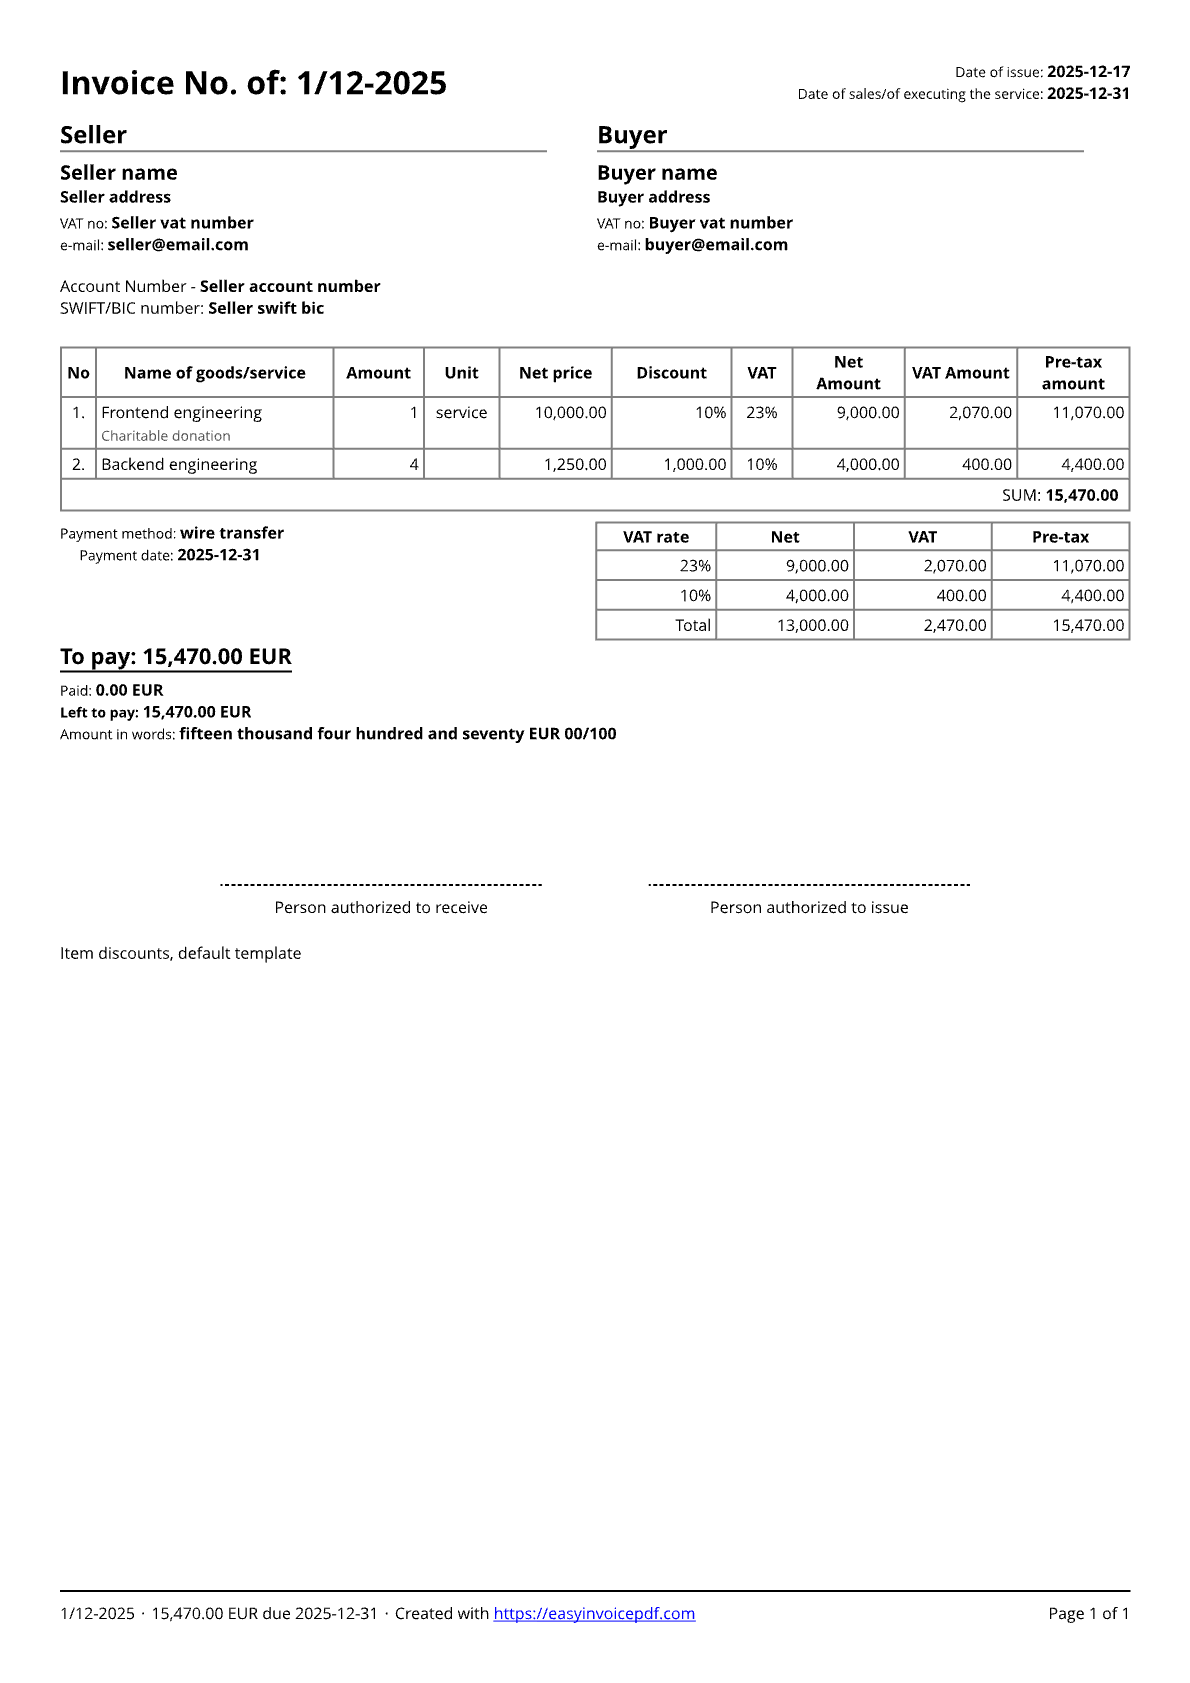 Invoice No. of: 1/12-2025
Date of issue: 2025-12-17
Date of sales/of executing the service: 2025-12-31
Seller
Seller name
Seller address
VAT no: Seller vat number
e-mail: seller@email.com
Account Number - Seller account number
SWIFT/BIC number: Seller swift bic
Buyer
Buyer name
Buyer address
VAT no: Buyer vat number
e-mail: buyer@email.com
No Name of goods/service Amount Unit Net price Discount VAT Net Amount VAT Amount Pre-tax amount
1. Frontend engineering 1 service 10,000.00 10% 23% 9,000.00 2,070.00 11,070.00
Charitable donation
2. Backend engineering 4 1,250.00 1,000.00 10% 4,000.00 400.00 4,400.00
SUM: 15,470.00
Payment method: wire transfer
Payment date: 2025-12-31
VAT rate Net VAT Pre-tax
23% 9,000.00 2,070.00 11,070.00
10% 4,000.00 400.00 4,400.00
Total 13,000.00 2,470.00 15,470.00
To pay: 15,470.00 EUR
Paid: 0.00 EUR
Left to pay: 15,470.00 EUR
Amount in words: fifteen thousand four hundred and seventy EUR 00/100
Person authorized to receive
Person authorized to issue
Item discounts, default template
1/12-2025 · 15,470.00 EUR due 2025-12-31 · Created with https://easyinvoicepdf.com
Page 1 of 1